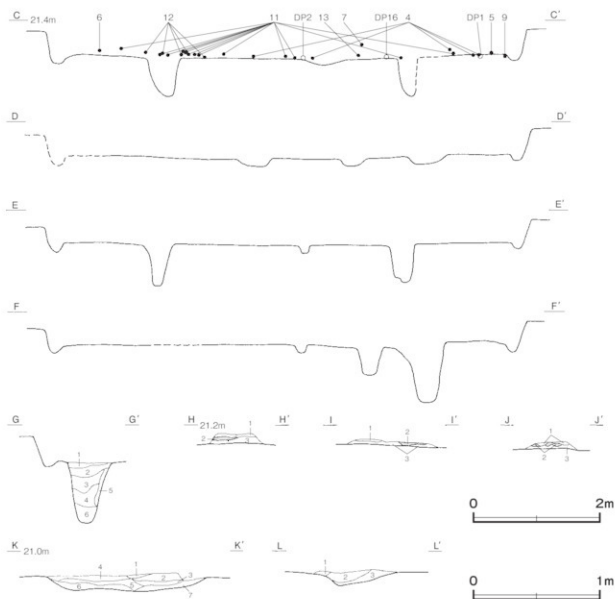 C 21.4m 6 12 11 DP2 13 7 DP16 4 DP1 5 9 C′
D D′
E E′
F F′
G G′
1
2
3
4
5
6
H 21.2m H′
1
2 3
I I′
1 2
3
J J′
1
2 3
0 2m
K 21.0m K′
4 1
2 3
6 5
7
L L′
1
2 3
0 1m